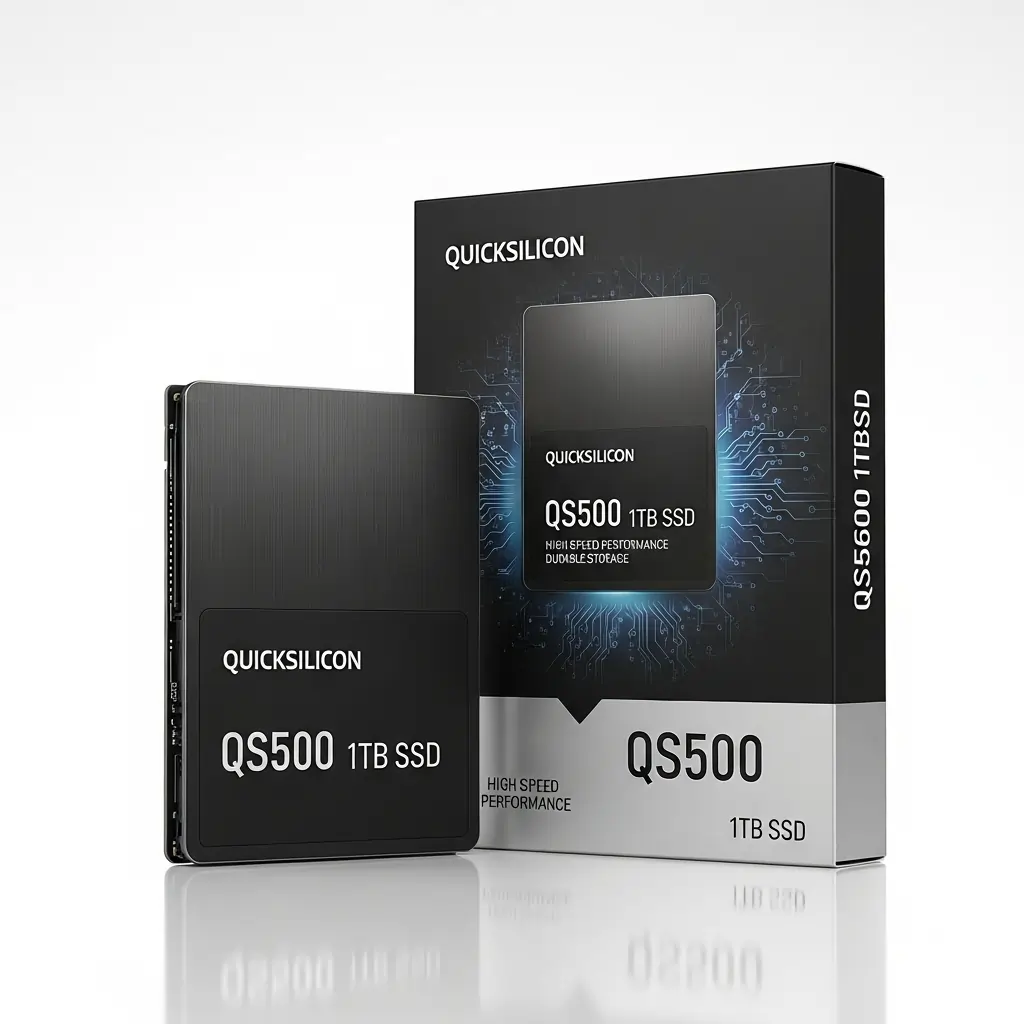 QUICKSILICON
QUICKSILICON
QS500 1TB SSD
HIGH SPEED PESTORMANCE
DUDABLE STORAGE
QS5600 1TBSD
QUICKSILICON
QS500 1TB SSD
HIGH SPEED
PERFORMANCE
QS500
1TB SSD